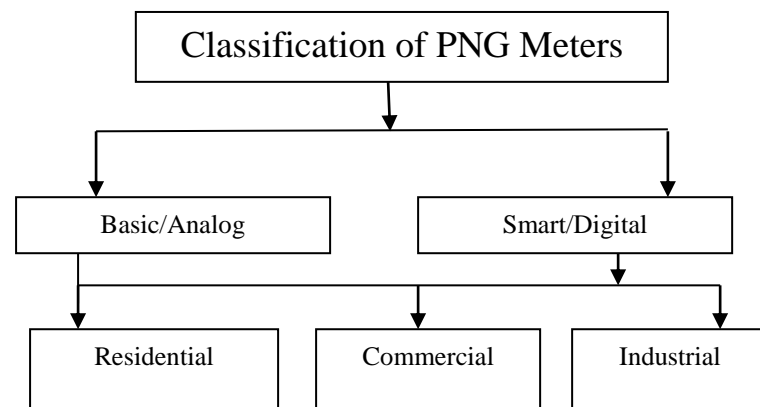 Classification of PNG Meters
Basic/Analog
Smart/Digital
Residential
Commercial
Industrial